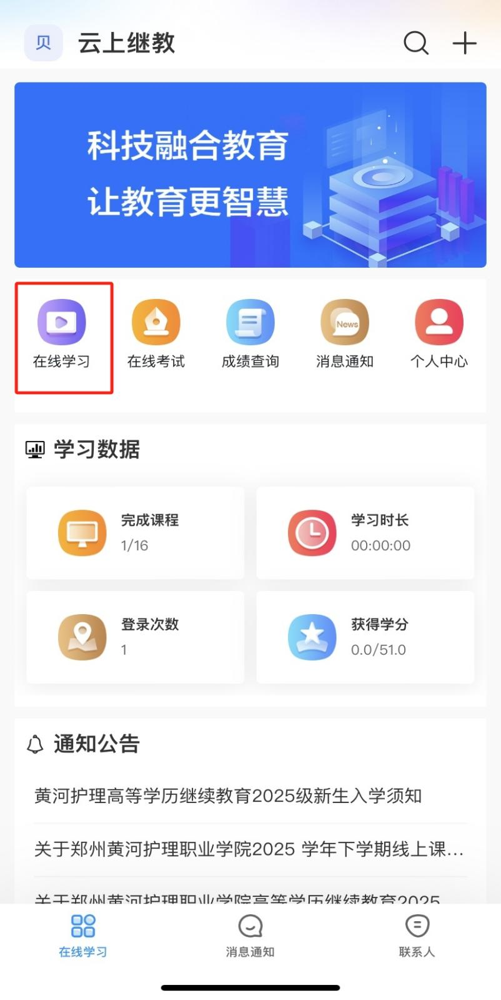 贝 云上继教
科技融合教育
让教育更智慧
News
在线学习 在线考试 成绩查询 消息通知 个人中心
学习数据
完成课程
1/16
学习时长
00:00:00
登录次数
1
获得学分
0.0/51.0
通知公告
黄河护理高等学历继续教育2025级新生入学须知
关于郑州黄河护理职业学院2025 学年下学期线上课...
关于郑州黄河护理职业学院高等学历继续教育2025
在线学习 消息通知 联系人